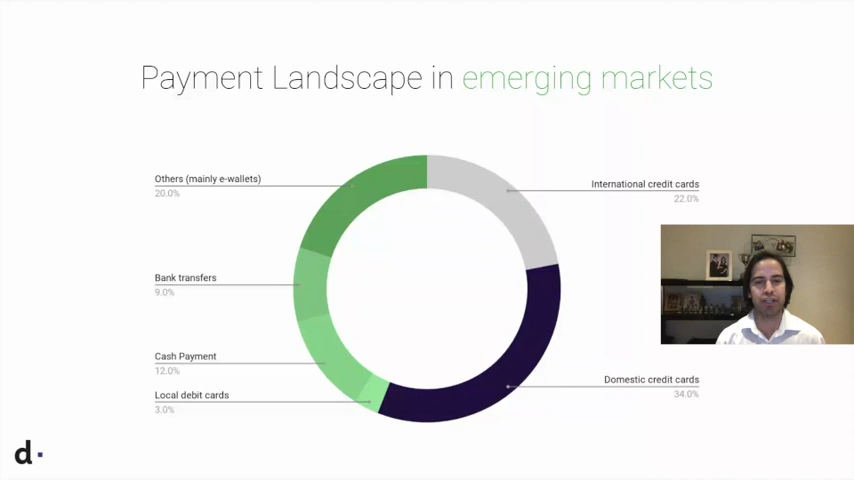 Payment Landscape in emerging markets
Others (mainly e-wallets)
20.0%
International credit cards
22.0%
Bank transfers
9.0%
Cash Payment
12.0%
Domestic credit cards
34.0%
Local debit cards
3.0%
d.